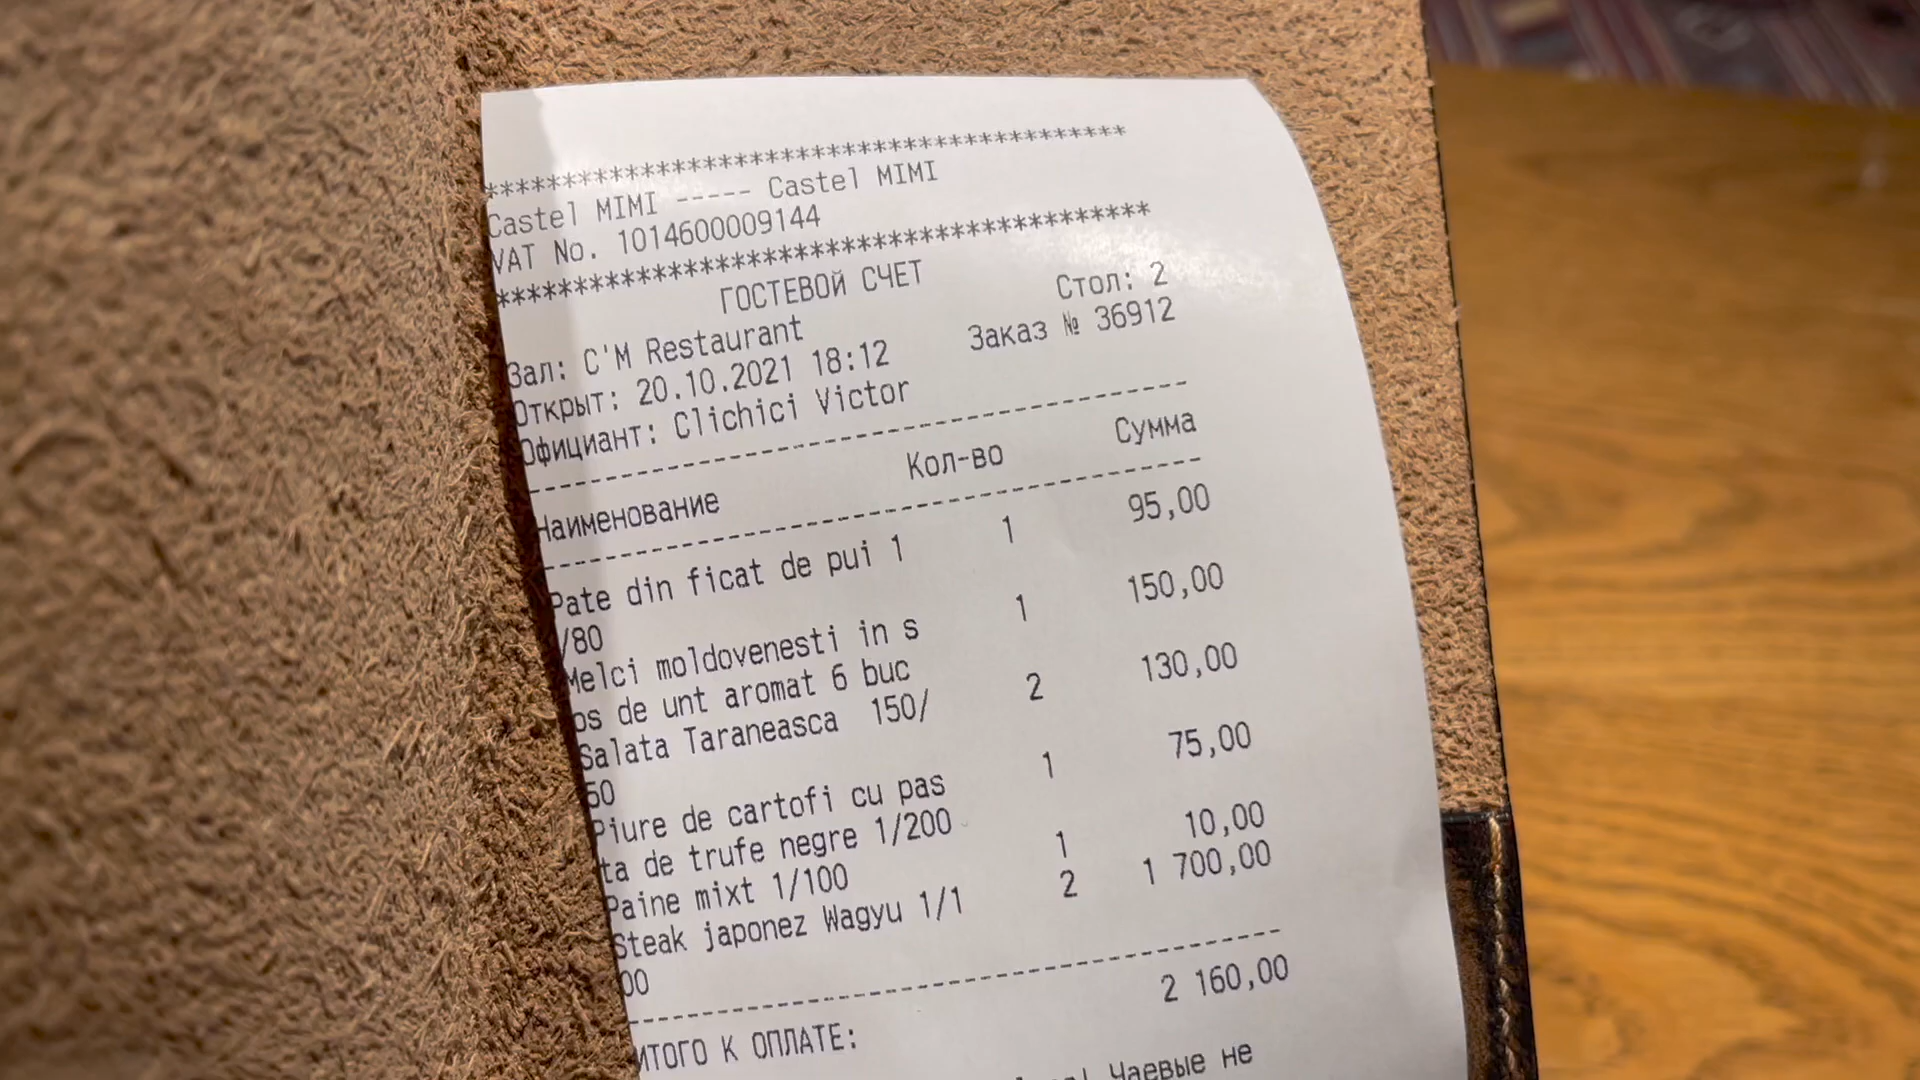 ******************************************
Castel MIMI ----- Castel MIMI
VAT No. 1014600009144
******************************************
ГОСТЕВОЙ СЧЕТ
Зал: C'M Restaurant Стол: 2
Открыт: 20.10.2021 18:12 Заказ № 36912
Официант: Clichici Victor
Наименование Кол-во Сумма
Pate din ficat de pui 1 1 95,00
/80
Melci moldovenesti in s 1 150,00
os de unt aromat 6 buc
Salata Taraneasca 150/ 2 130,00
50
Piure de cartofi cu pas 1 75,00
ta de trufe negre 1/200
Paine mixt 1/100 1 10,00
Steak japonez Wagyu 1/1 2 1 700,00
00
ИТОГО К ОПЛАТЕ: 2 160,00
Чаевые не